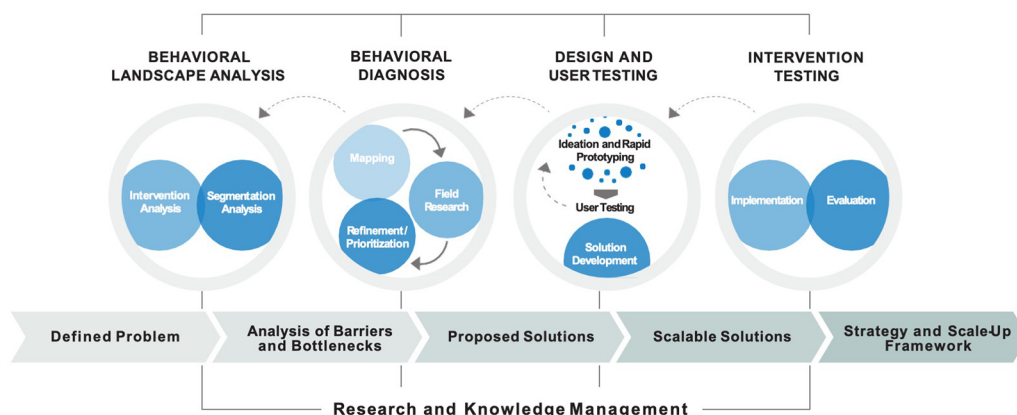 BEHAVIORAL
LANDSCAPE ANALYSIS
BEHAVIORAL
DIAGNOSIS
DESIGN AND
USER TESTING
INTERVENTION
TESTING
Intervention
Analysis
Segmentation
Analysis
Mapping
Field
Research
Refinement/
Prioritization
Ideation and Rapid
Prototyping
User Testing
Solution
Development
Implementation
Evaluation
Defined Problem
Analysis of Barriers
and Bottlenecks
Proposed Solutions
Scalable Solutions
Strategy and Scale-Up
Framework
Research and Knowledge Management